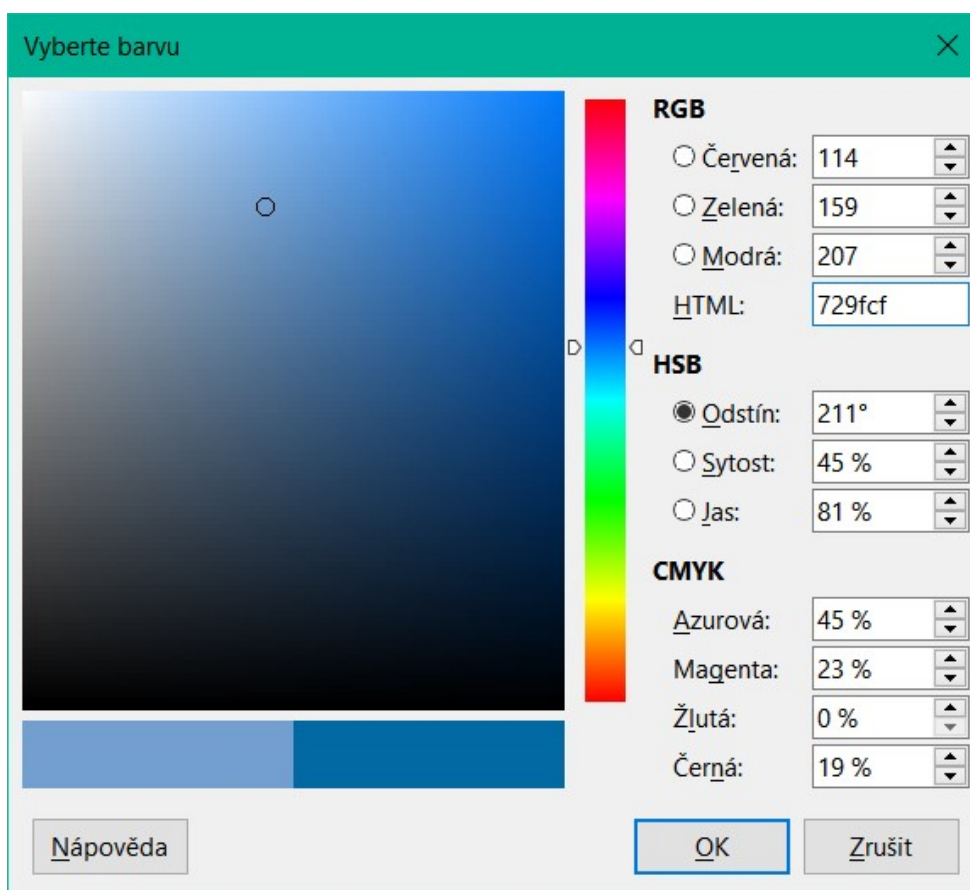 Vyberte barvu
RGB
Červená: 114
Zelená: 159
Modrá: 207
HTML: 729fcf
HSB
Odstín: 211°
Sytost: 45 %
Jas: 81 %
CMYK
Azurová: 45 %
Magenta: 23 %
Žlutá: 0 %
Černá: 19 %
Nápověda OK Zrušit